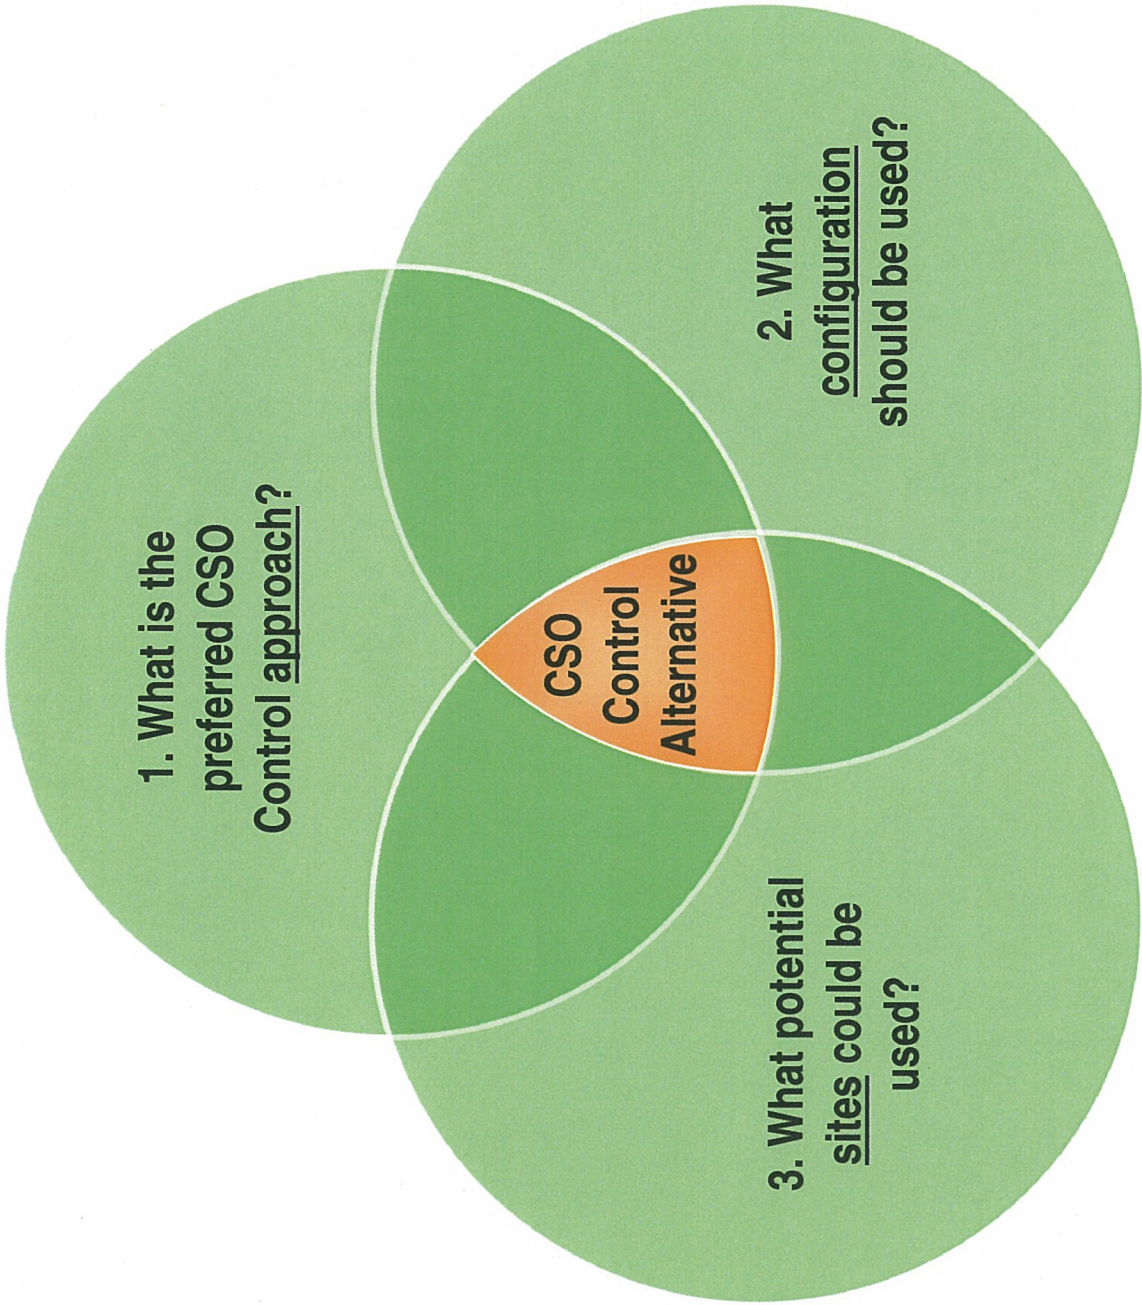 1. What is the
preferred CSO
Control approach?
2. What
configuration
should be used?
3. What potential
sites could be
used?
CSO
Control
Alternative